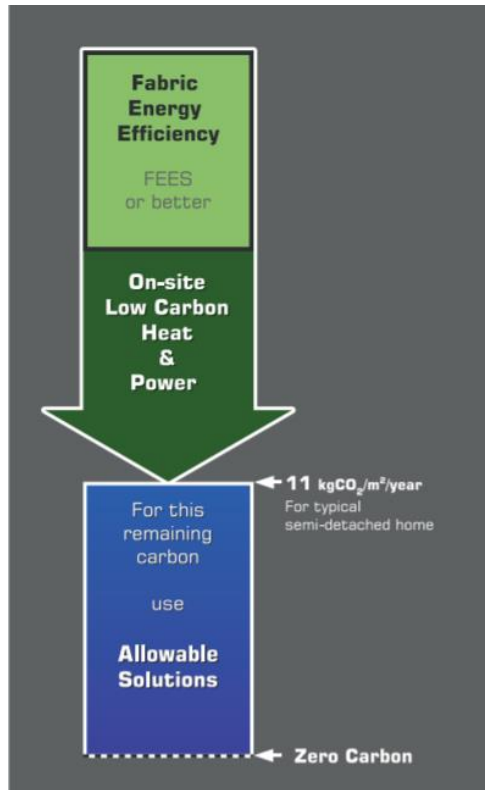 Fabric
Energy
Efficiency
FEES
or better
On-site
Low Carbon
Heat
&
Power
11 kgCO₂/m²/year
For typical
semi-detached home
For this
remaining
carbon
use
Allowable
Solutions
Zero Carbon